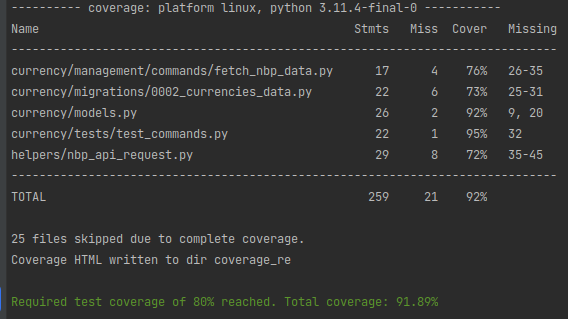 ---------- coverage: platform linux, python 3.11.4-final-0 -----------
Name                                          Stmts   Miss  Cover   Missing
---------------------------------------------------------------------------
currency/management/commands/fetch_nbp_data.py     17      4    76%   26-35
currency/migrations/0002_currencies_data.py        22      6    73%   25-31
currency/models.py                                 26      2    92%   9, 20
currency/tests/test_commands.py                    22      1    95%   32
helpers/nbp_api_request.py                         29      8    72%   35-45
---------------------------------------------------------------------------
TOTAL                                             259     21    92%
25 files skipped due to complete coverage.
Coverage HTML written to dir coverage_re
Required test coverage of 80% reached. Total coverage: 91.89%